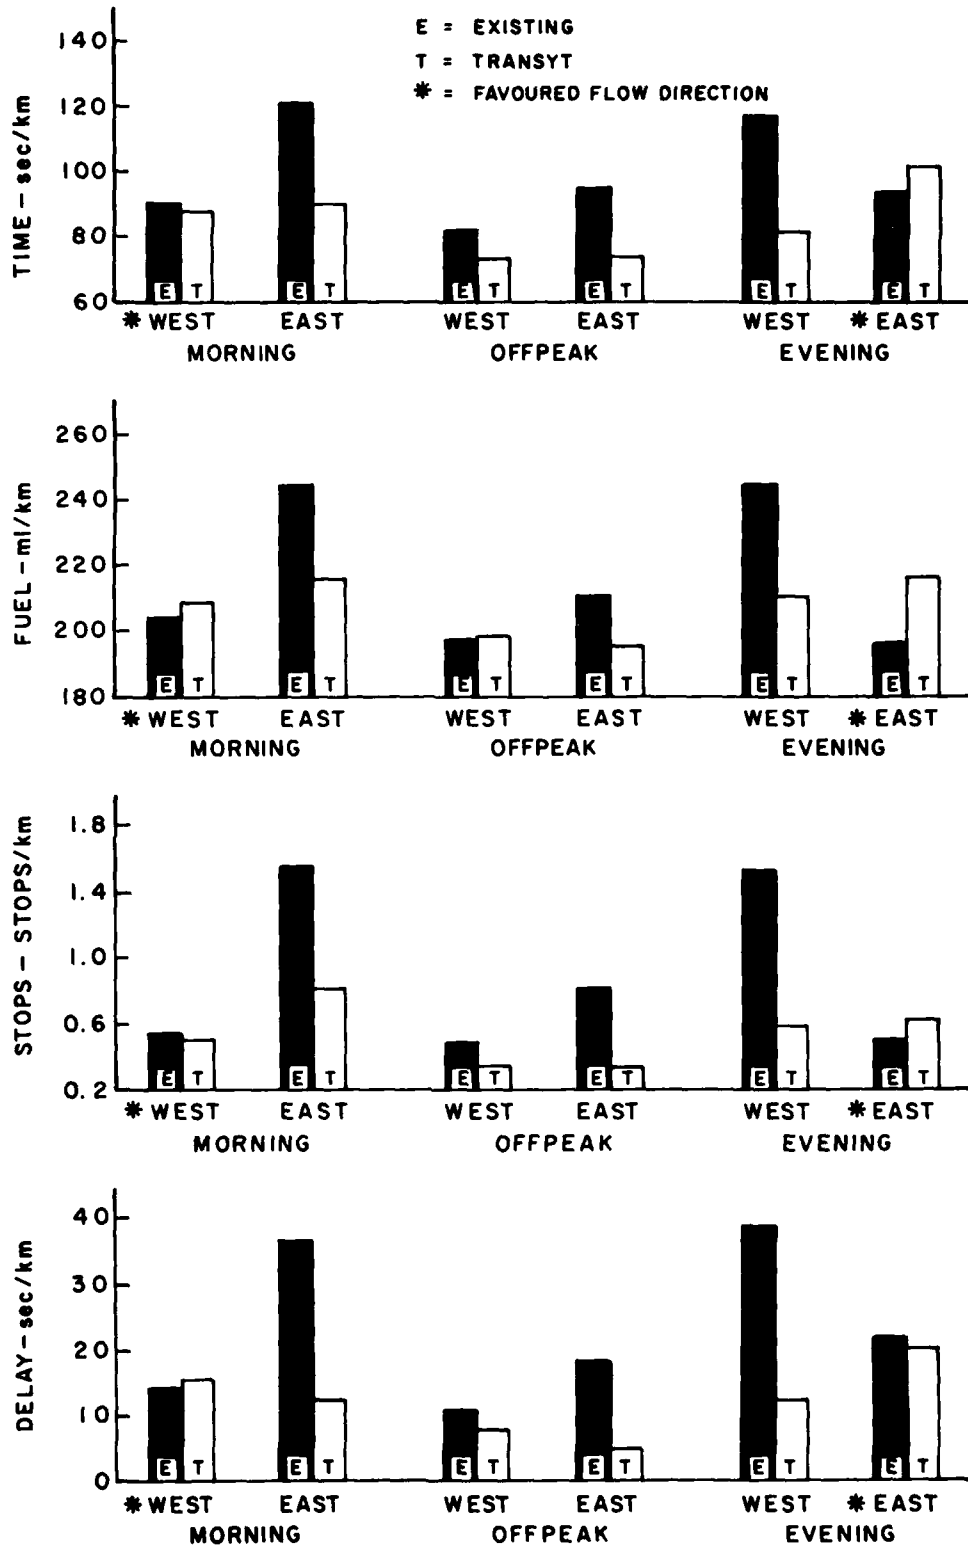 E = EXISTING
T = TRANSYT
* = FAVOURED FLOW DIRECTION
TIME – sec/km
140
120
100
80
60
E T E T E T E T E T E T
* WEST EAST WEST EAST WEST * EAST
MORNING OFFPEAK EVENING
FUEL – ml/km
260
240
220
200
180
E T E T E T E T E T E T
* WEST EAST WEST EAST WEST * EAST
MORNING OFFPEAK EVENING
STOPS – STOPS/km
1.8
1.4
1.0
0.6
0.2
E T E T E T E T E T E T
* WEST EAST WEST EAST WEST * EAST
MORNING OFFPEAK EVENING
DELAY – sec/km
40
30
20
10
0
E T E T E T E T E T E T
* WEST EAST WEST EAST WEST * EAST
MORNING OFFPEAK EVENING